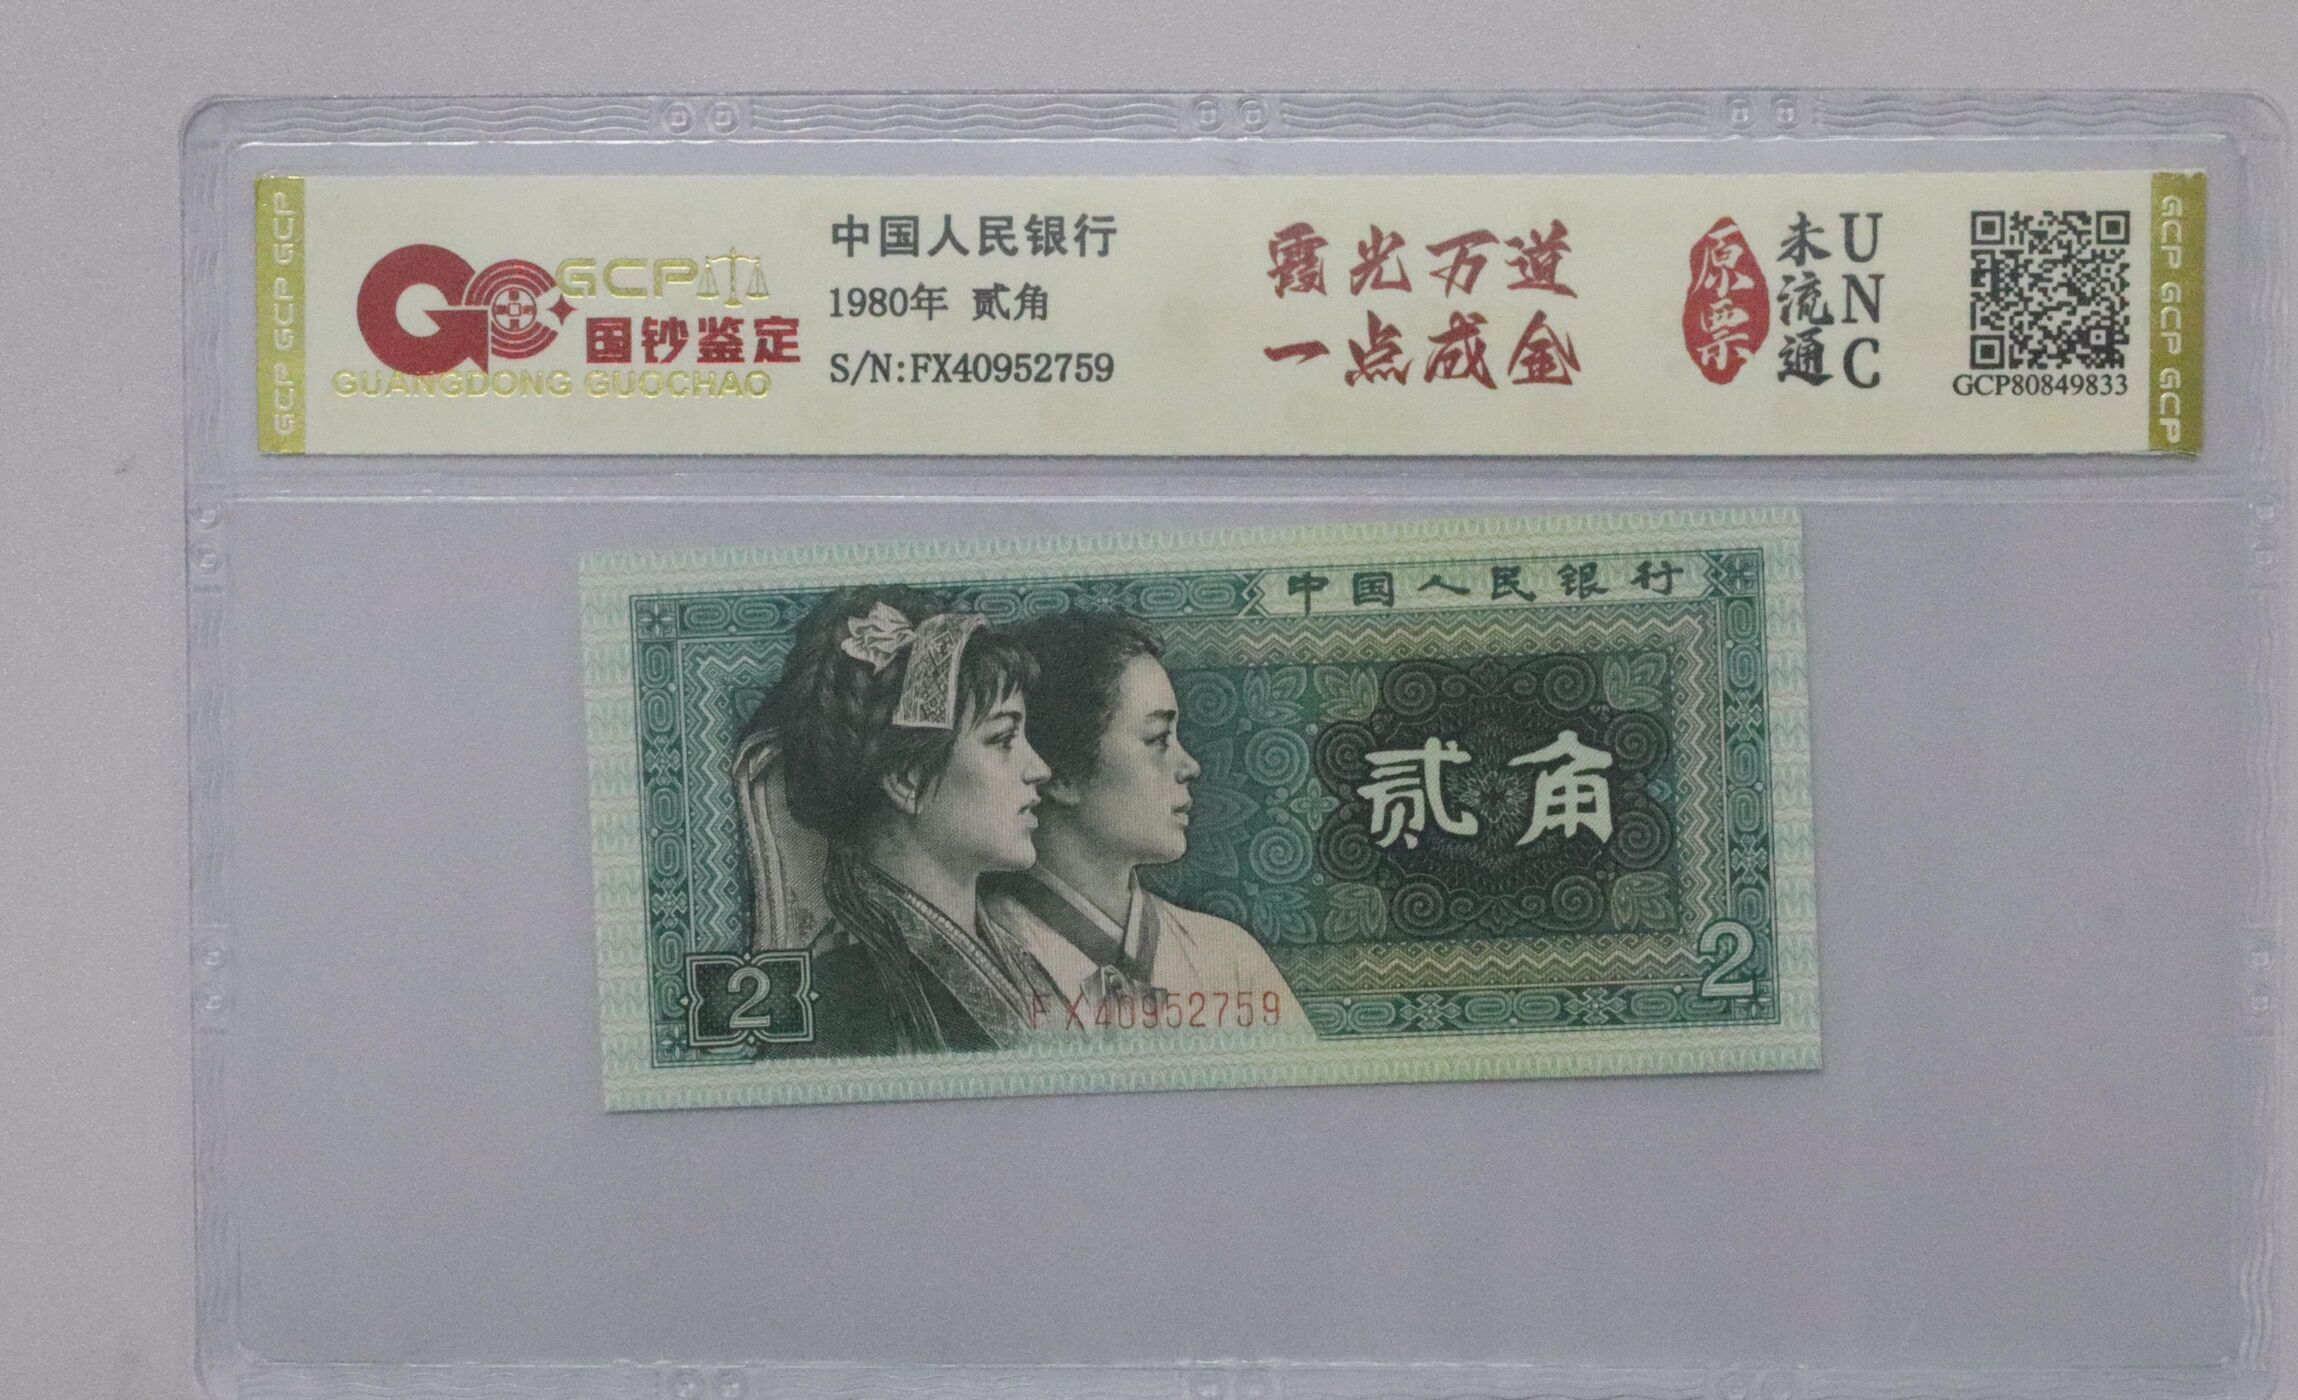 GCP GCP GCP
GCP
国钞鉴定
GUANGDONG GUOCHAO
中国人民银行
1980年 贰角
S/N:FX40952759
霞光万道
一点成金
原票
未流通
UNC
GCP80849833
GCP GCP GCP
中国人民银行
贰角
2
2
FX40952759